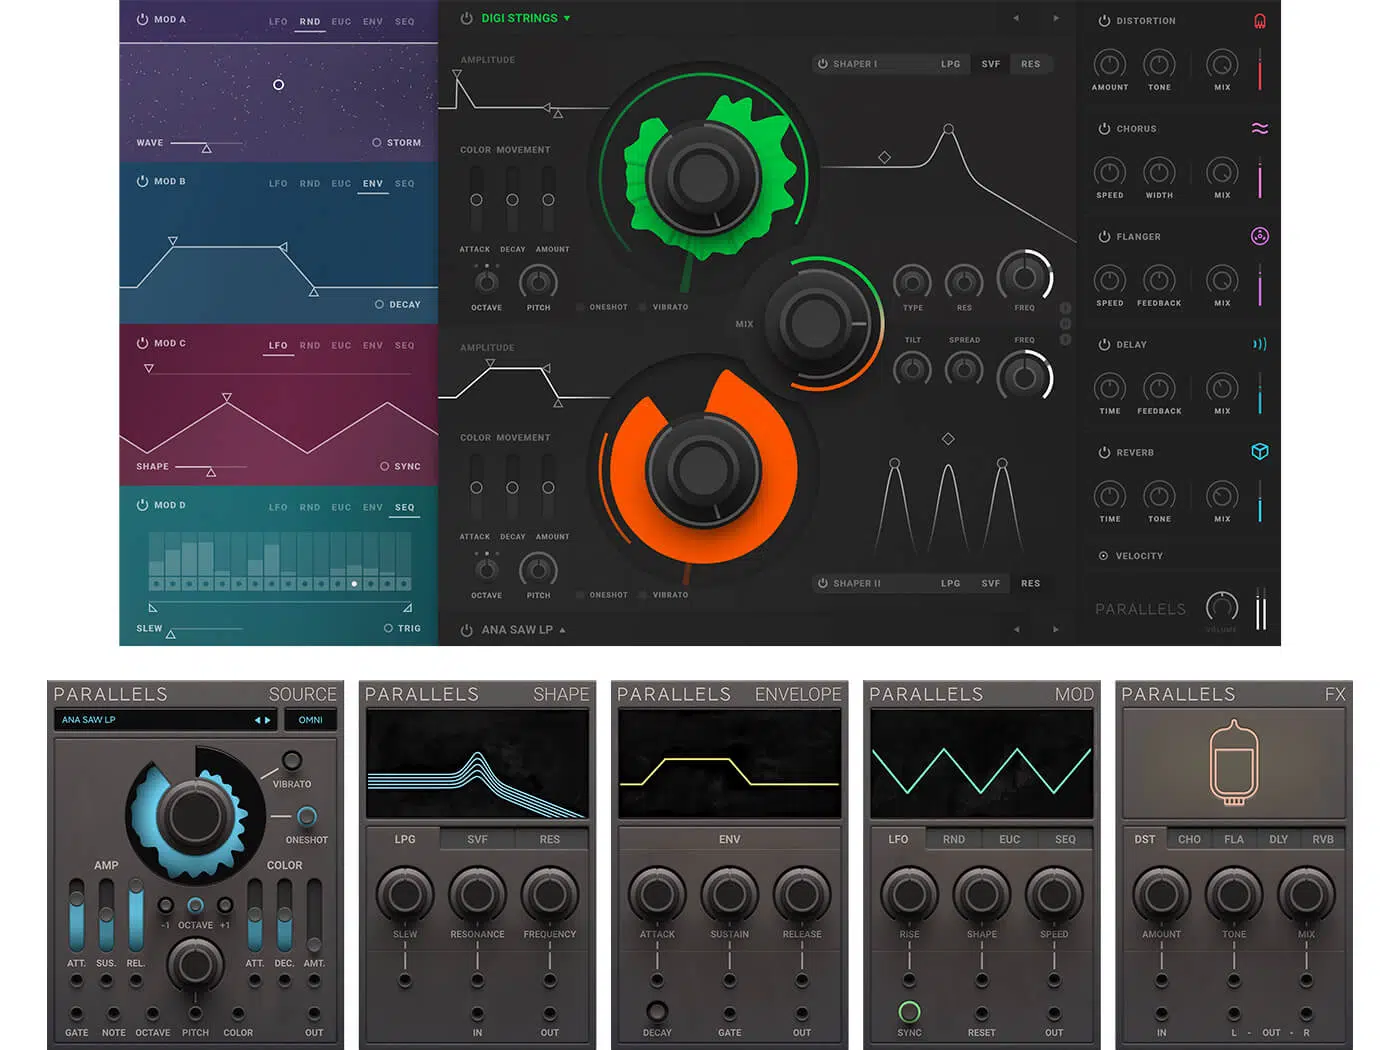 MOD A LFO RND EUC ENV SEQ
WAVE STORM
MOD B LFO RND EUC ENV SEQ
DECAY
MOD C LFO RND EUC ENV SEQ
SHAPE SYNC
MOD D LFO RND EUC ENV SEQ
SLEW TRIG
DIGI STRINGS
AMPLITUDE
COLOR MOVEMENT
ATTACK DECAY AMOUNT
OCTAVE PITCH ONESHOT VIBRATO
AMPLITUDE
COLOR MOVEMENT
ATTACK DECAY AMOUNT
OCTAVE PITCH ONESHOT VIBRATO
ANA SAW LP
MIX
SHAPER I LPG SVF RES
TYPE RES FREQ
TILT SPREAD FREQ
SHAPER II LPG SVF RES
DISTORTION
AMOUNT TONE MIX
CHORUS
SPEED WIDTH MIX
FLANGER
SPEED FEEDBACK MIX
DELAY
TIME FEEDBACK MIX
REVERB
TIME TONE MIX
VELOCITY
PARALLELS
VOLUME
PARALLELS SOURCE
ANA SAW LP OMNI
VIBRATO
ONESHOT
AMP COLOR
-1 OCTAVE +1
ATT. SUS. REL. ATT. DEC. AMT.
GATE NOTE OCTAVE PITCH COLOR OUT
PARALLELS SHAPE
LPG SVF RES
SLEW RESONANCE FREQUENCY
IN OUT
PARALLELS ENVELOPE
ENV
ATTACK SUSTAIN RELEASE
DECAY GATE OUT
PARALLELS MOD
LFO RND EUC SEQ
RISE SHAPE SPEED
SYNC RESET OUT
PARALLELS FX
DST CHO FLA DLY RVB
AMOUNT TONE MIX
IN L - OUT - R